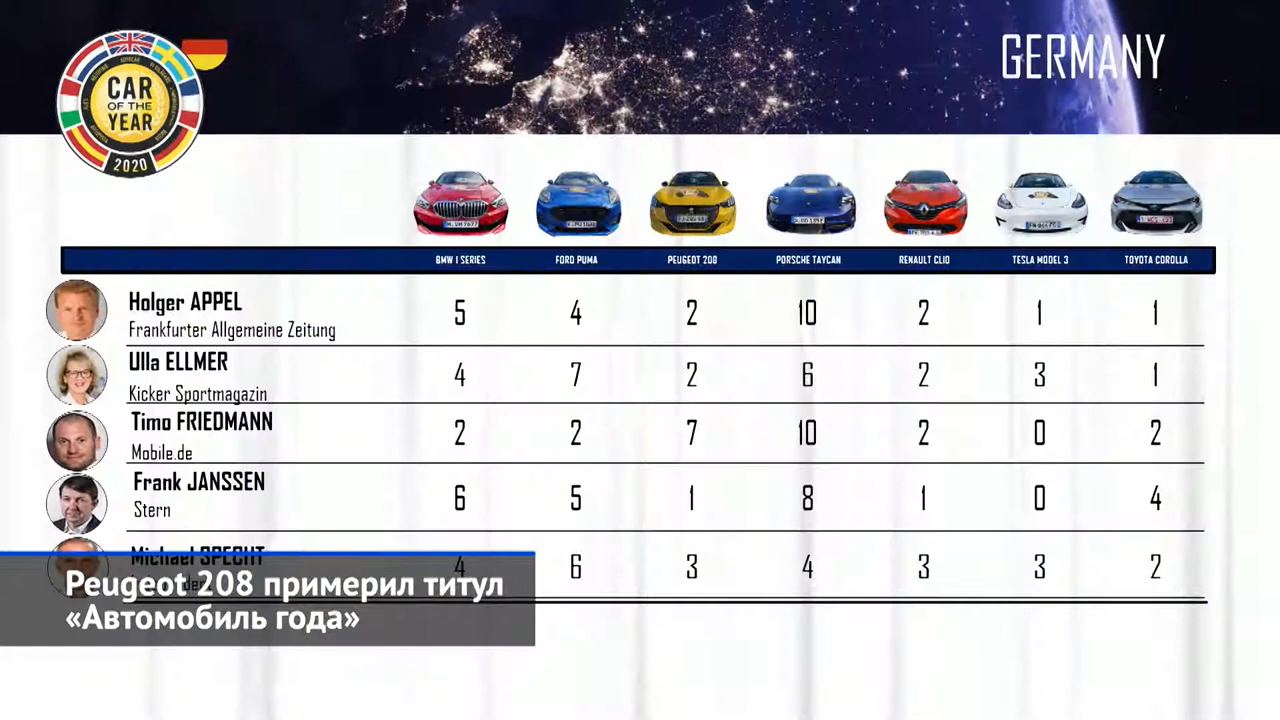 GERMANY
CAR
OF THE
YEAR
2020
BMW 1 SERIES FORD PUMA PEUGEOT 208 PORSCHE TAYCAN RENAULT CLIO TESLA MODEL 3 TOYOTA COROLLA
Holger APPEL
Frankfurter Allgemeine Zeitung
5 4 2 10 2 1 1
Ulla ELLMER
Kicker Sportmagazin
4 7 2 6 2 3 1
Timo FRIEDMANN
Mobile.de
2 2 7 10 2 0 2
Frank JANSSEN
Stern
6 5 1 8 1 0 4
Michael SPECHT
4 6 3 4 3 3 2
Peugeot 208 примерил титул
«Автомобиль года»